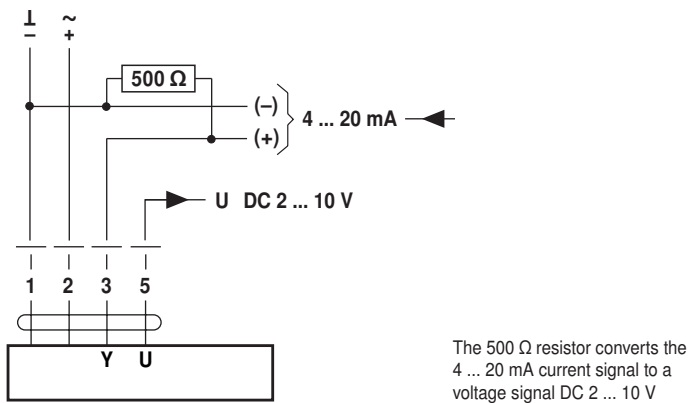 ⊥ ~
– +
500 Ω
(–)
4 ... 20 mA
(+)
U DC 2 ... 10 V
1 2 3 5
Y U
The 500 Ω resistor converts the
4 ... 20 mA current signal to a
voltage signal DC 2 ... 10 V